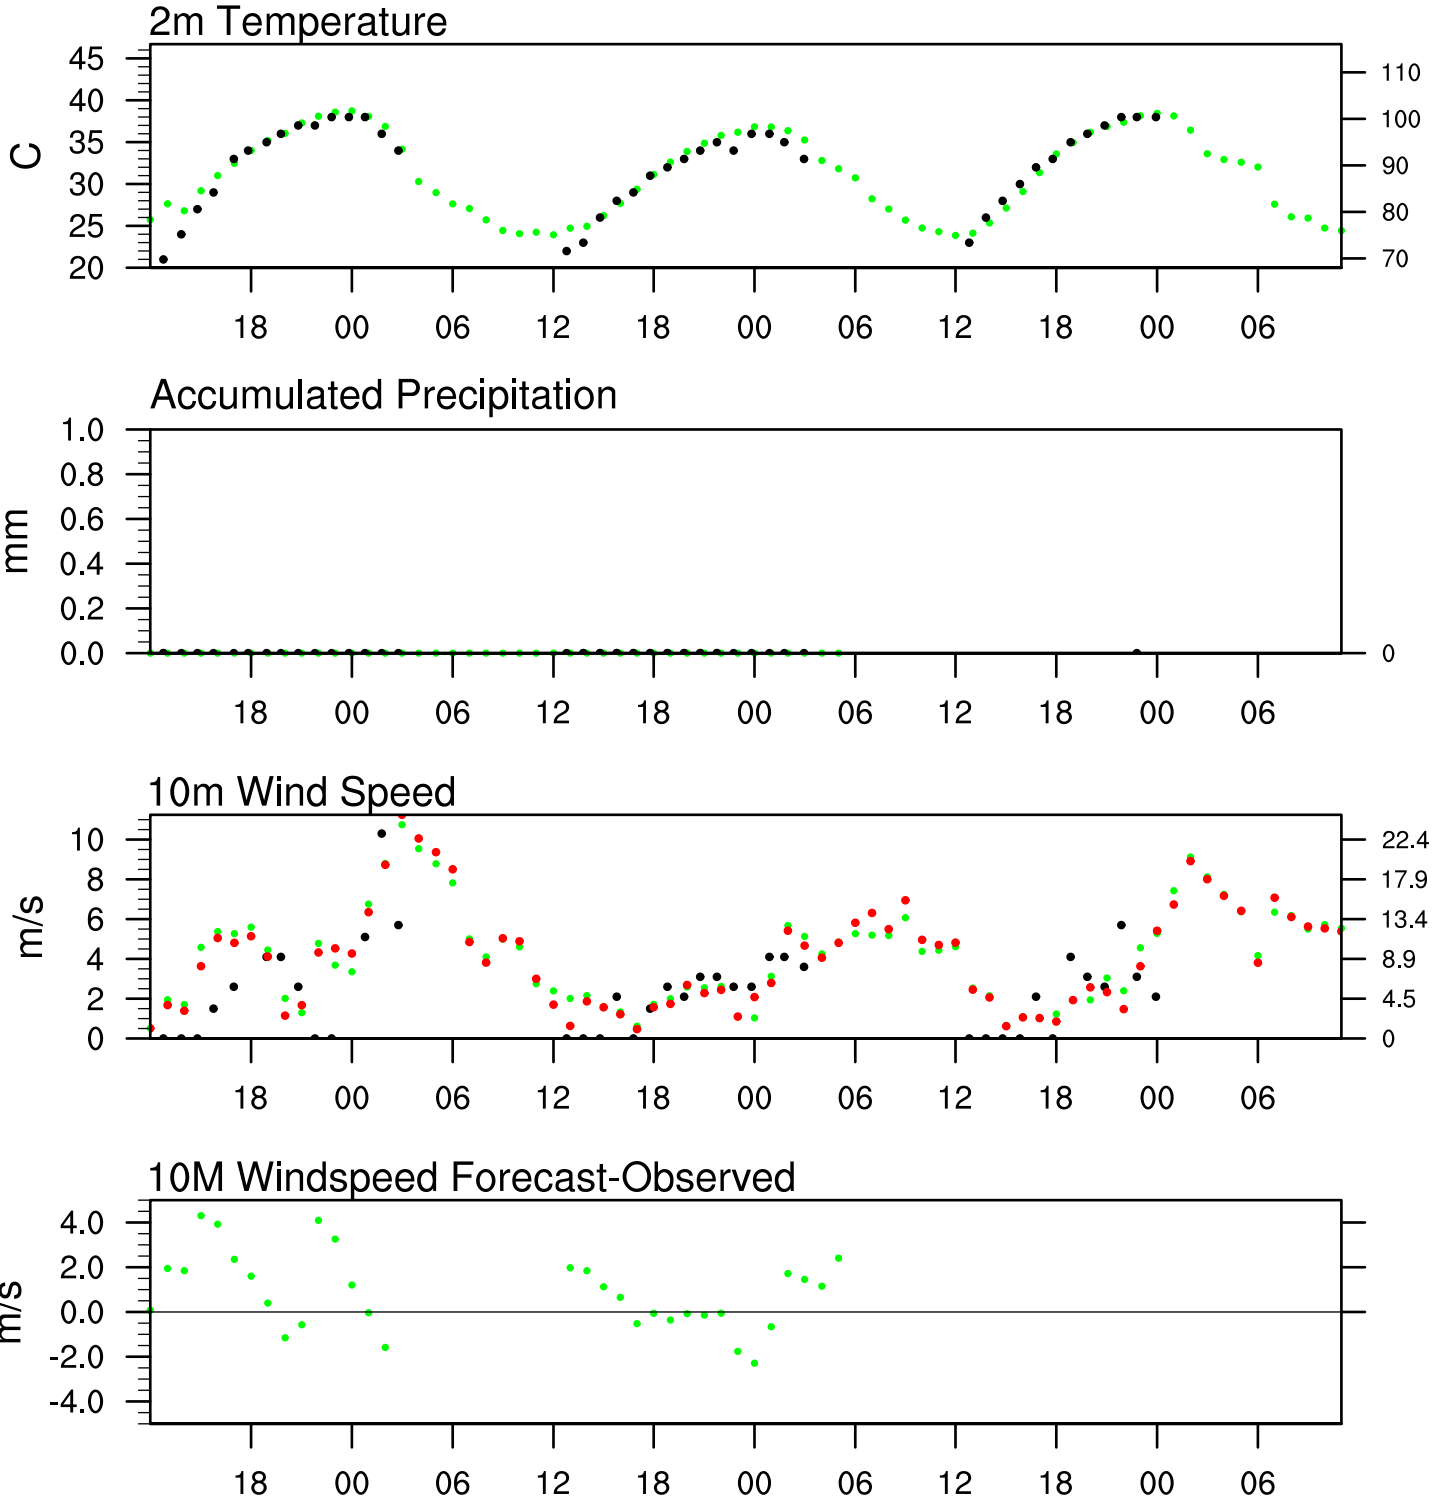 2m Temperature
45
40
35
30
25
20
C
110
100
90
80
70
18 00 06 12 18 00 06 12 18 00 06
Accumulated Precipitation
1.0
0.8
0.6
0.4
0.2
0.0
mm
0
18 00 06 12 18 00 06 12 18 00 06
10m Wind Speed
10
8
6
4
2
0
m/s
22.4
17.9
13.4
8.9
4.5
0
18 00 06 12 18 00 06 12 18 00 06
10M Windspeed Forecast-Observed
4.0
2.0
0.0
-2.0
-4.0
m/s
18 00 06 12 18 00 06 12 18 00 06